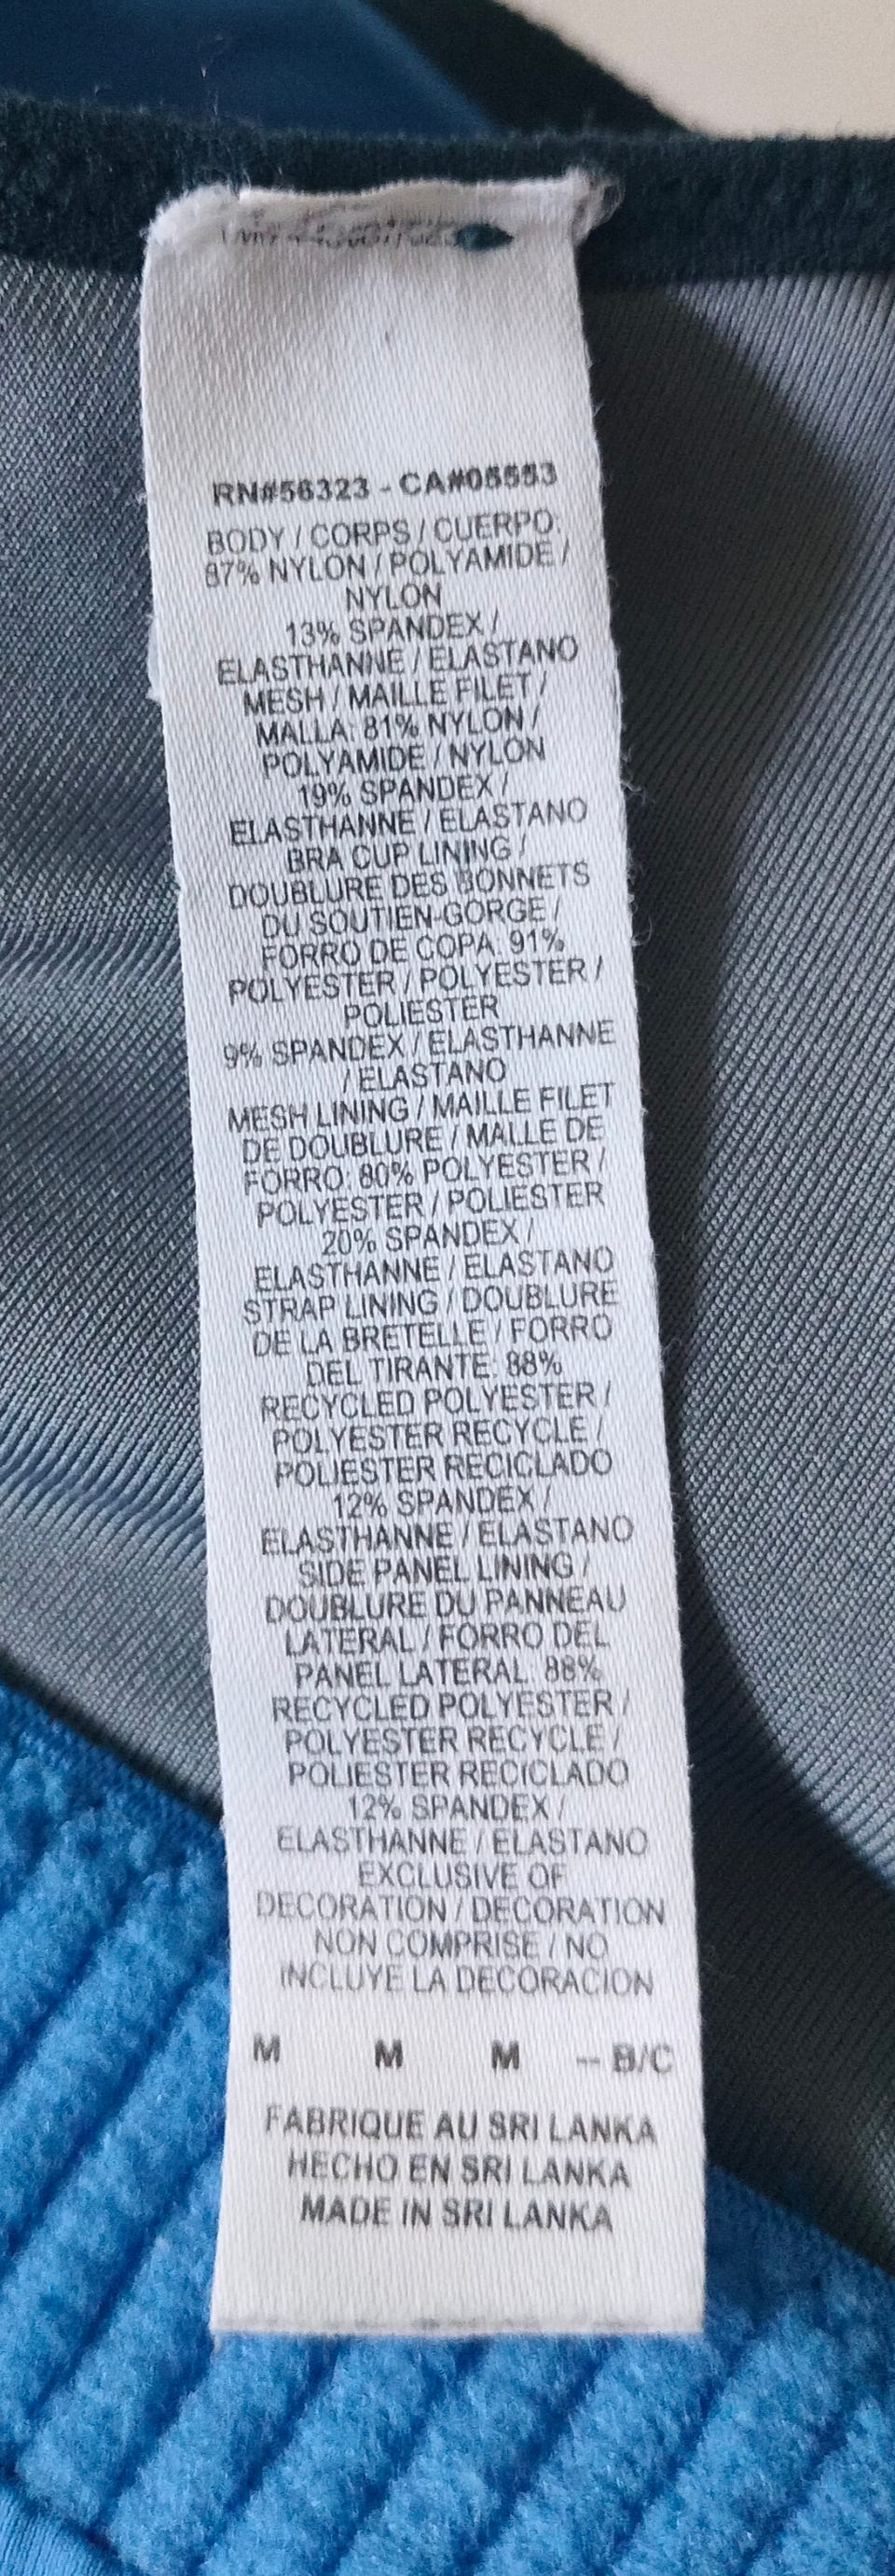 RN#56323 - CA#05553
BODY / CORPS / CUERPO:
87% NYLON / POLYAMIDE /
NYLON
13% SPANDEX /
ELASTHANNE / ELASTANO
MESH / MAILLE FILET /
MALLA: 81% NYLON /
POLYAMIDE / NYLON
19% SPANDEX /
ELASTHANNE / ELASTANO
BRA CUP LINING /
DOUBLURE DES BONNETS
DU SOUTIEN-GORGE /
FORRO DE COPA: 91%
POLYESTER / POLYESTER /
POLIESTER
9% SPANDEX / ELASTHANNE
/ ELASTANO
MESH LINING / MAILLE FILET
DE DOUBLURE / MALLE DE
FORRO: 80% POLYESTER /
POLYESTER / POLIESTER
20% SPANDEX /
ELASTHANNE / ELASTANO
STRAP LINING / DOUBLURE
DE LA BRETELLE / FORRO
DEL TIRANTE: 88%
RECYCLED POLYESTER /
POLYESTER RECYCLE /
POLIESTER RECICLADO
12% SPANDEX /
ELASTHANNE / ELASTANO
SIDE PANEL LINING /
DOUBLURE DU PANNEAU
LATERAL / FORRO DEL
PANEL LATERAL: 88%
RECYCLED POLYESTER /
POLYESTER RECYCLE /
POLIESTER RECICLADO
12% SPANDEX /
ELASTHANNE / ELASTANO
EXCLUSIVE OF
DECORATION / DECORATION
NON COMPRISE / NO
INCLUYE LA DECORACION
M M M -- B/C
FABRIQUE AU SRI LANKA
HECHO EN SRI LANKA
MADE IN SRI LANKA